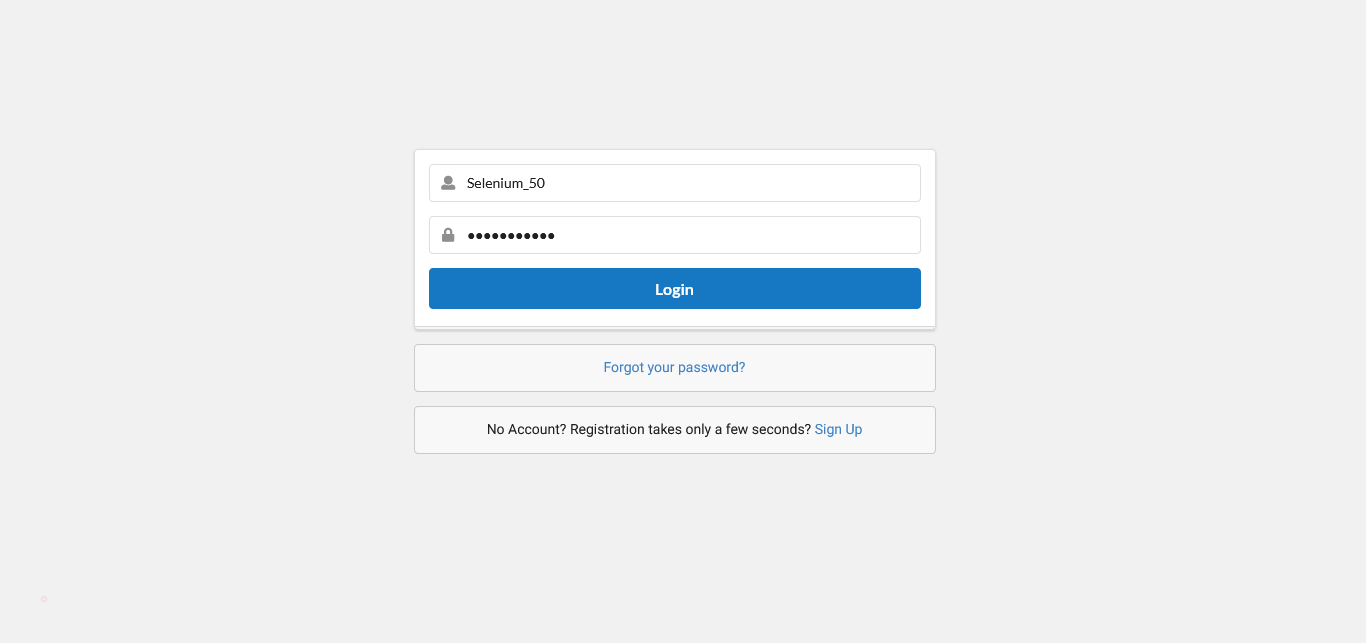 Selenium_50
●●●●●●●●●●●
Login
Forgot your password?
No Account? Registration takes only a few seconds? Sign Up